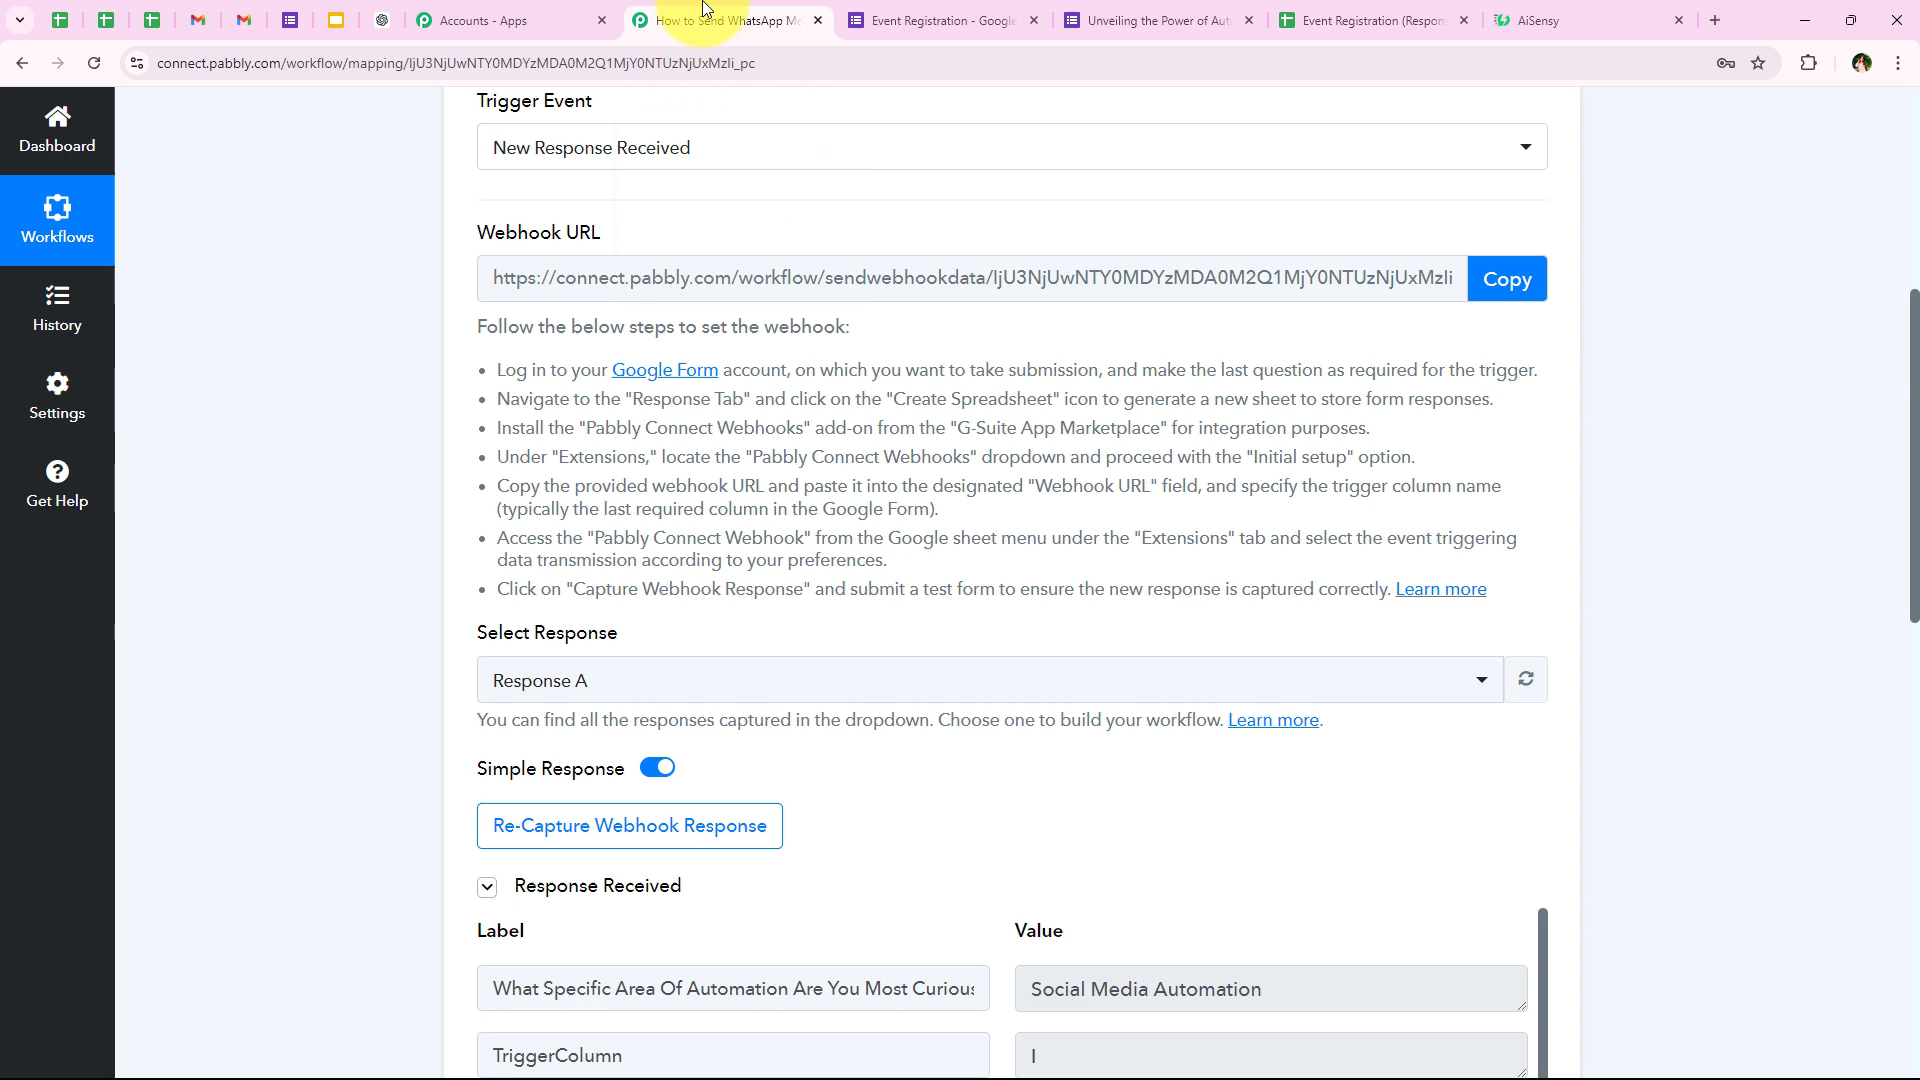 Accounts - Apps
How to Send WhatsApp Me
Event Registration - Google
Unveiling the Power of Aut
Event Registration (Respon
AiSensy
connect.pabbly.com/workflow/mapping/IjU3NjUwNTY0MDYzMDA0M2Q1MjY0NTUzNjUxMzIi_pc
Dashboard
Workflows
History
Settings
Get Help
Trigger Event
New Response Received
Webhook URL
https://connect.pabbly.com/workflow/sendwebhookdata/IjU3NjUwNTY0MDYzMDA0M2Q1MjY0NTUzNjUxMzIi
Copy
Follow the below steps to set the webhook:
• Log in to your Google Form account, on which you want to take submission, and make the last question as required for the trigger.
• Navigate to the "Response Tab" and click on the "Create Spreadsheet" icon to generate a new sheet to store form responses.
• Install the "Pabbly Connect Webhooks" add-on from the "G-Suite App Marketplace" for integration purposes.
• Under "Extensions," locate the "Pabbly Connect Webhooks" dropdown and proceed with the "Initial setup" option.
• Copy the provided webhook URL and paste it into the designated "Webhook URL" field, and specify the trigger column name
(typically the last required column in the Google Form).
• Access the "Pabbly Connect Webhook" from the Google sheet menu under the "Extensions" tab and select the event triggering
data transmission according to your preferences.
• Click on "Capture Webhook Response" and submit a test form to ensure the new response is captured correctly. Learn more
Select Response
Response A
You can find all the responses captured in the dropdown. Choose one to build your workflow. Learn more.
Simple Response
Re-Capture Webhook Response
Response Received
Label
Value
What Specific Area Of Automation Are You Most Curious
Social Media Automation
TriggerColumn
I